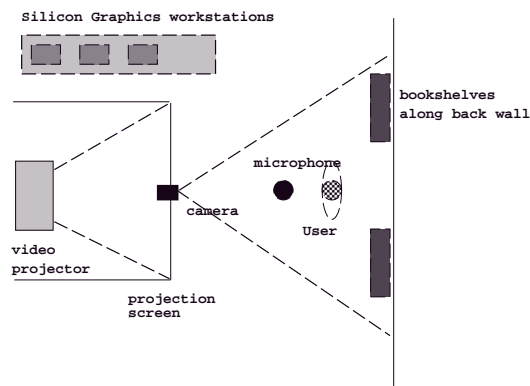 Silicon Graphics workstations
bookshelves
along back wall
microphone
camera
User
video
projector
projection
screen